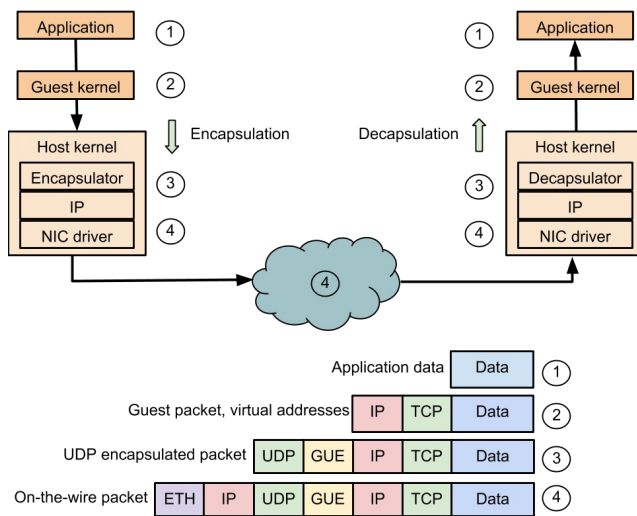 Application
1
Guest kernel
2
Encapsulation
Host kernel
Encapsulator
3
IP
NIC driver
4
1
Application
2
Guest kernel
Decapsulation
Host kernel
3
Decapsulator
IP
4
NIC driver
4
Application data Data 1
Guest packet, virtual addresses IP TCP Data 2
UDP encapsulated packet UDP GUE IP TCP Data 3
On-the-wire packet ETH IP UDP GUE IP TCP Data 4